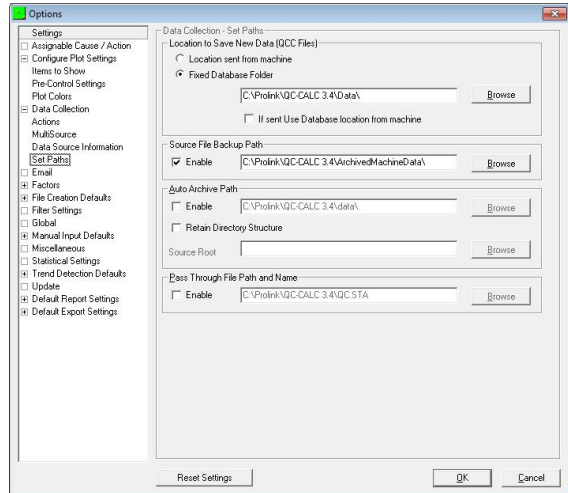 Options
Settings
Assignable Cause / Action
Configure Plot Settings
Items to Show
Pre-Control Settings
Plot Colors
Data Collection
Actions
MultiSource
Data Source Information
Set Paths
Email
Factors
File Creation Defaults
Filter Settings
Global
Manual Input Defaults
Miscellaneous
Statistical Settings
Trend Detection Defaults
Update
Default Report Settings
Default Export Settings
Data Collection - Set Paths
Location to Save New Data (QCC Files)
Location sent from machine
Fixed Database Folder
C:\Prolink\QC-CALC 3.4\Data\
Browse
If sent Use Database location from machine
Source File Backup Path
Enable C:\Prolink\QC-CALC 3.4\ArchivedMachineData\ Browse
Auto Archive Path
Enable C:\Prolink\QC-CALC 3.4\data\ Browse
Retain Directory Structure
Source Root Browse
Pass Through File Path and Name
Enable C:\Prolink\QC-CALC 3.4\QC.STA Browse
Reset Settings OK Cancel